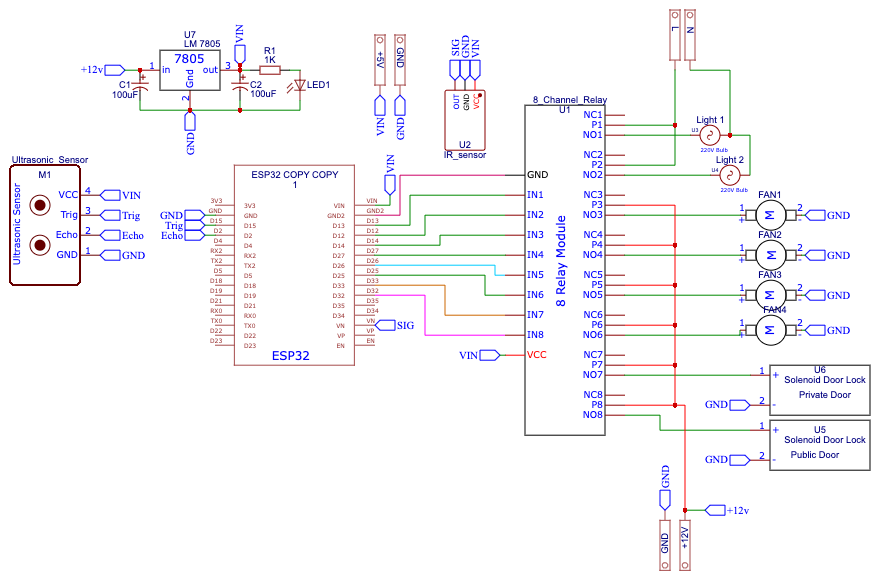 U7
LM 7805
VIN
+12v
1
in
7805
out
3
Gnd
2
GND
C1
100uF
C2
100uF
R1
1K
LED1
+5V
GND
VIN
GND
SIG
GND
VIN
OUT
GND
VCC
U2
IR_sensor
L
N
Light 1
U3
220V Bulb
Light 2
U4
220V Bulb
Ultrasonic_Sensor
M1
Ultrasonic Sensor
VCC 4 VIN
Trig 3 Trig
Echo 2 Echo
GND 1 GND
ESP32 COPY COPY
1
GND
Trig
Echo
3V3 3V3
GND GND
D15 D15
D2 D2
D4 D4
RX2 RX2
TX2 TX2
D5 D5
D18 D18
D19 D19
D21 D21
RX0 RX0
TX0 TX0
D22 D22
D23 D23
VIN VIN
GND2 GND2
D13 D13
D12 D12
D14 D14
D27 D27
D26 D26
D25 D25
D33 D33
D32 D32
D35 D35
D34 D34
VN VN
VP VP
EN EN
VIN
SIG
ESP32
8_Channel_Relay
U1
8 Relay Module
GND
IN1
IN2
IN3
IN4
IN5
IN6
IN7
IN8
VIN VCC
NC1
P1
NO1
NC2
P2
NO2
NC3
P3
NO3
NC4
P4
NO4
NC5
P5
NO5
NC6
P6
NO6
NC7
P7
NO7
NC8
P8
NO8
FAN1
1 + M 2 - GND
FAN2
1 + M 2 - GND
FAN3
1 + M 2 - GND
FAN4
1 + M 2 - GND
U6
1 + Solenoid Door Lock
Private Door
GND 2 -
U5
1 + Solenoid Door Lock
Public Door
GND 2 -
GND
+12v
GND
+12V